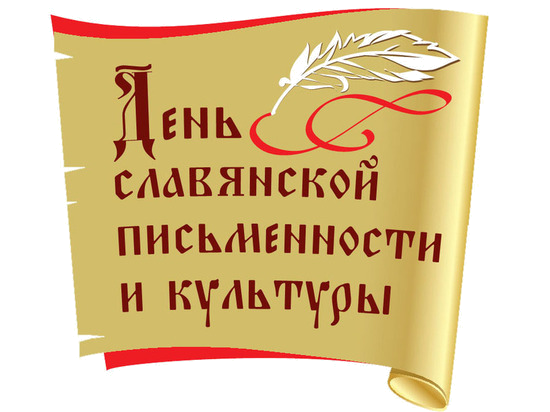 День
славянской
письменности
и культуры